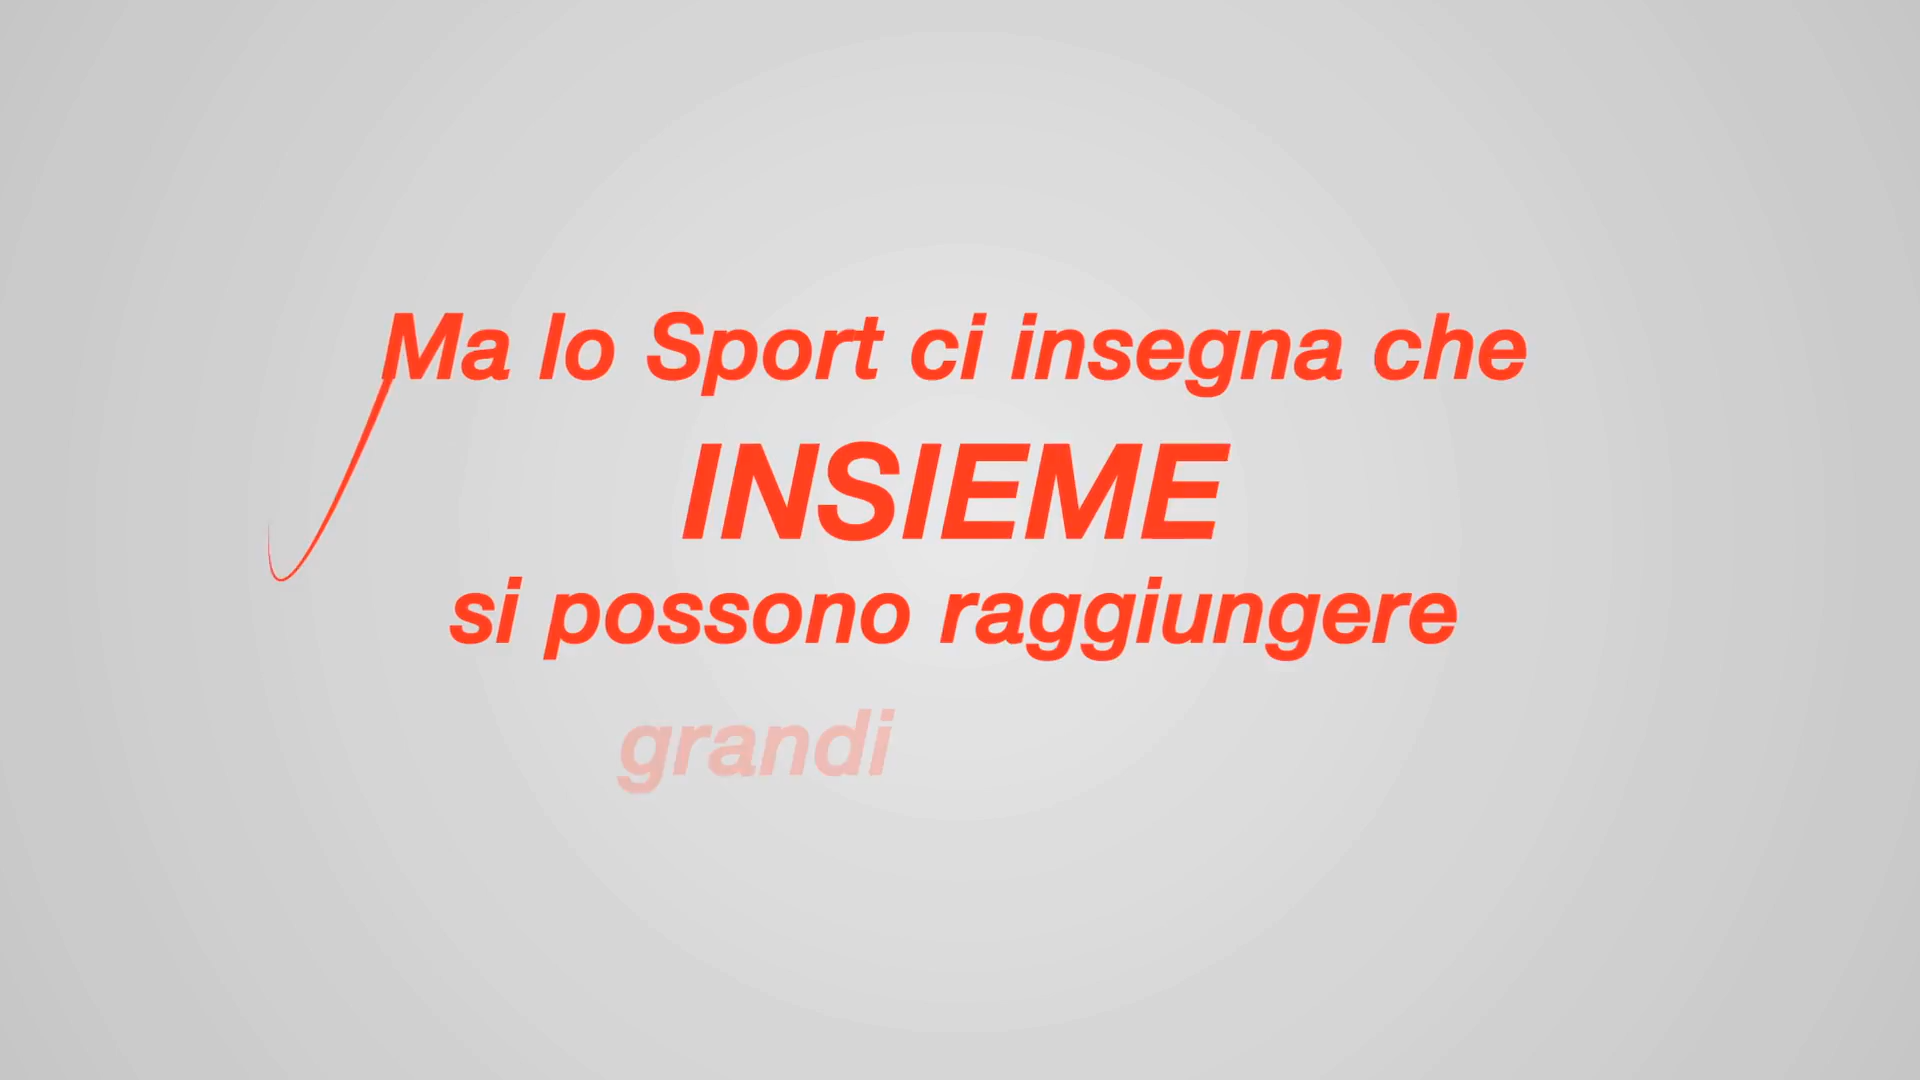 Ma lo Sport ci insegna che
INSIEME
si possono raggiungere
grandi